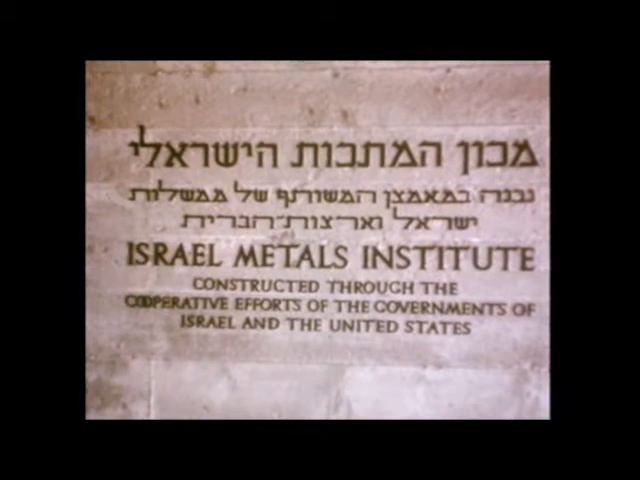 מכון המתכות הישראלי
נבנה במאמצן המשותף של ממשלות
ישראל וארצות־הברית
ISRAEL METALS INSTITUTE
CONSTRUCTED THROUGH THE
COOPERATIVE EFFORTS OF THE GOVERNMENTS OF
ISRAEL AND THE UNITED STATES